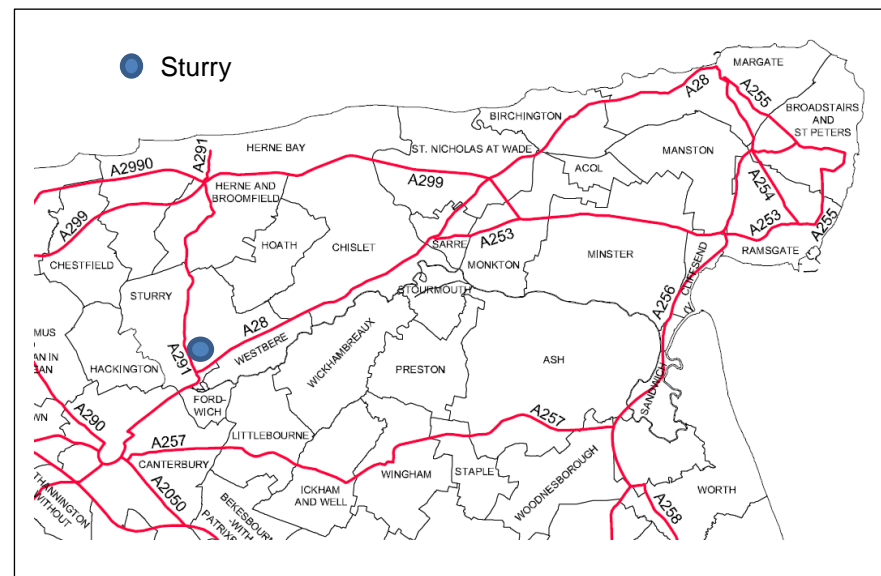 Sturry
MARGATE
A28
A255
BIRCHINGTON
BROADSTAIRS
AND
ST PETERS
A291
HERNE BAY
ST. NICHOLAS AT WADE
MANSTON
A2990
ACOL
A299
HERNE AND
BROOMFIELD
A254
A299
HOATH
CHISLET
SARRE
A253
A253
A255
MONKTON
MINSTER
RAMSGATE
CHESTFIELD
CLIFFSEND
STURRY
STOURMOUTH
A256
A28
WESTBERE
WICKHAMBREAUX
MUS
AN IN
HACKINGTON
A291
PRESTON
ASH
SANDWICH
FORD-
WICH
A290
WN
A257
LITTLEBOURNE
A257
CANTERBURY
WINGHAM
STAPLE
WOODNESBOROUGH
A2050
THANNINGTON
WITHOUT
BEKESBOURNE
-WITH-
PATRIX
ICKHAM
AND WELL
WORTH
A258